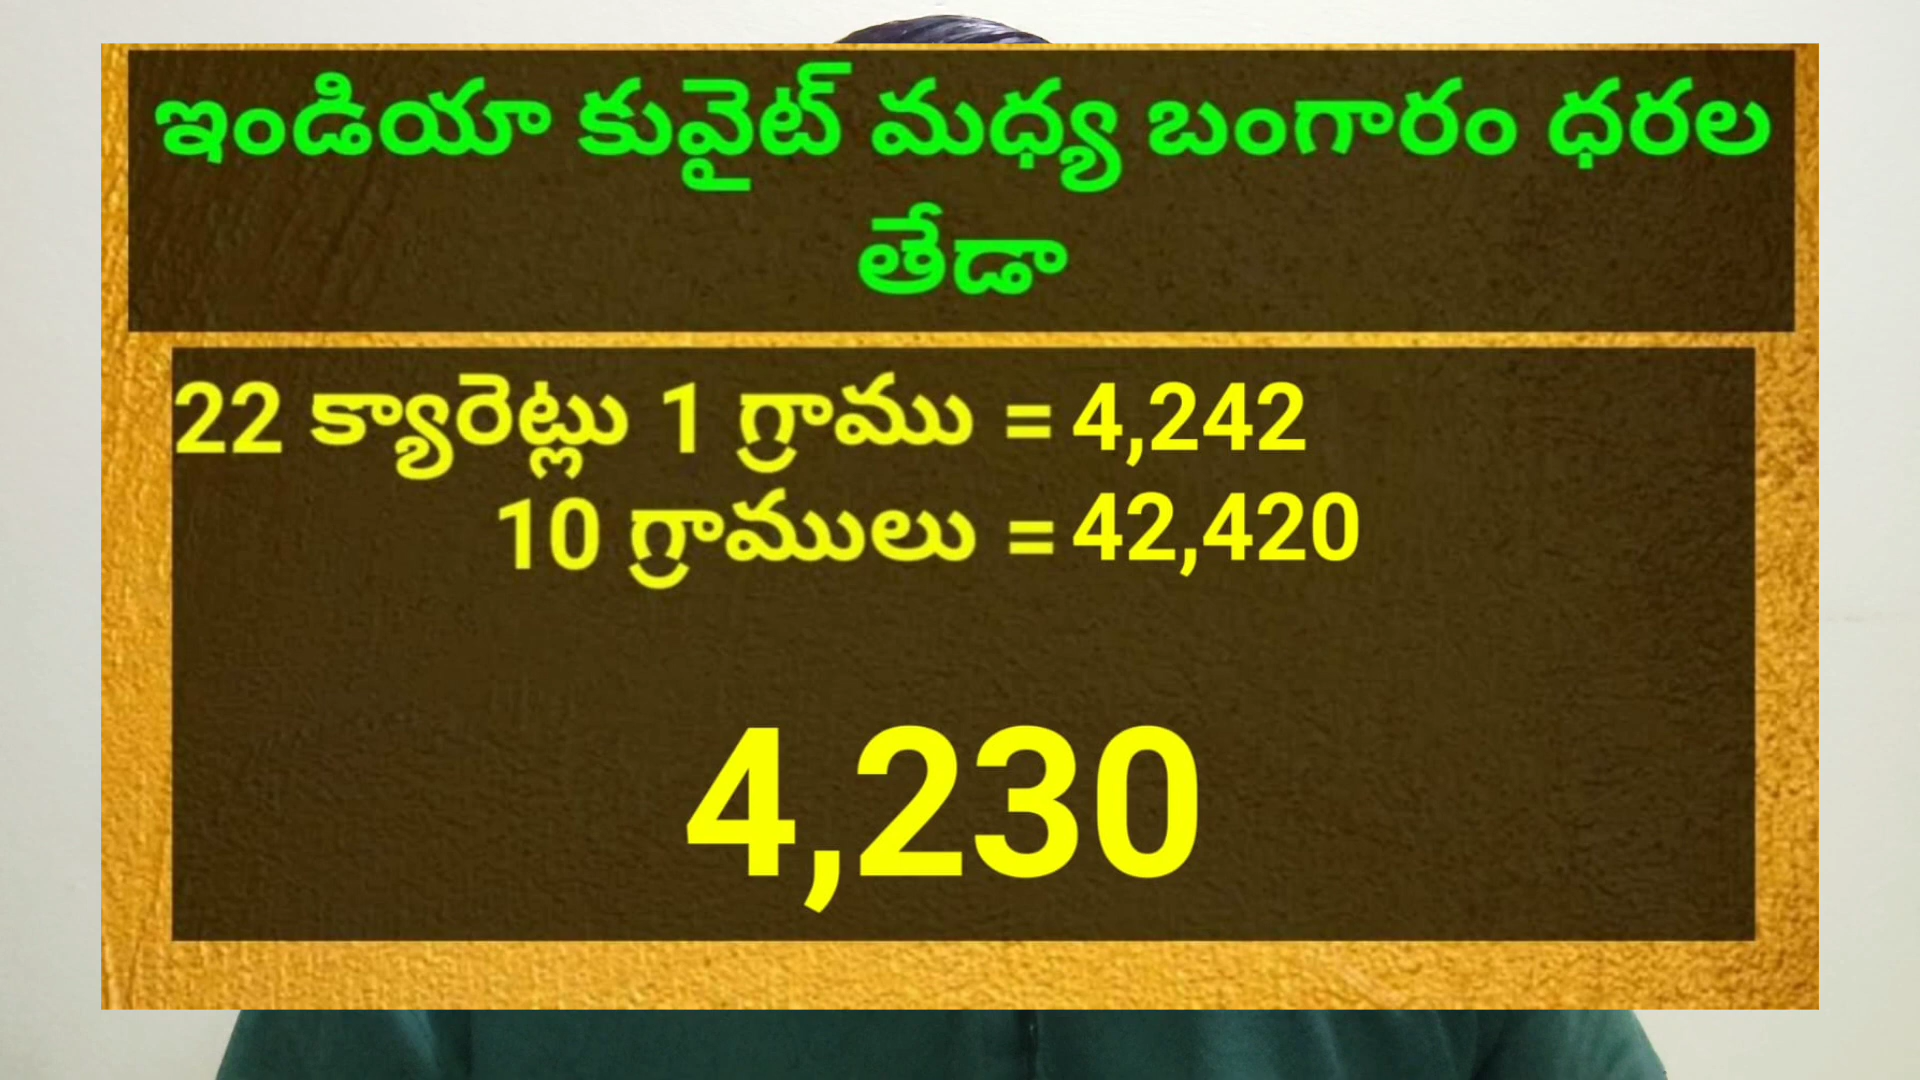 ఇండియా కువైట్ మధ్య బంగారం ధరల
తేడా
22 క్యారెట్లు 1 గ్రాము = 4,242
10 గ్రాములు = 42,420
4,230